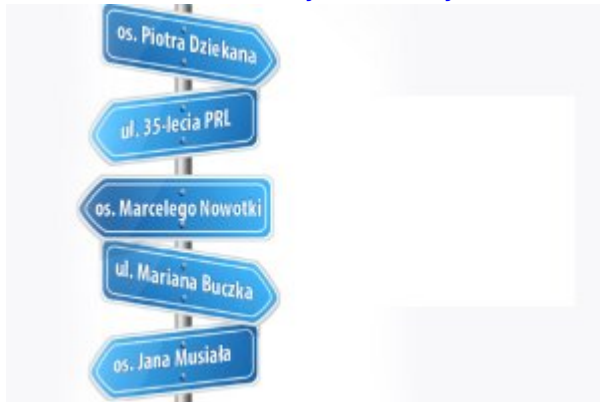 os. Piotra Dziekana
ul. 35-lecia PRL
os. Marcelego Nowotki
ul. Mariana Buczka
os. Jana Musiała